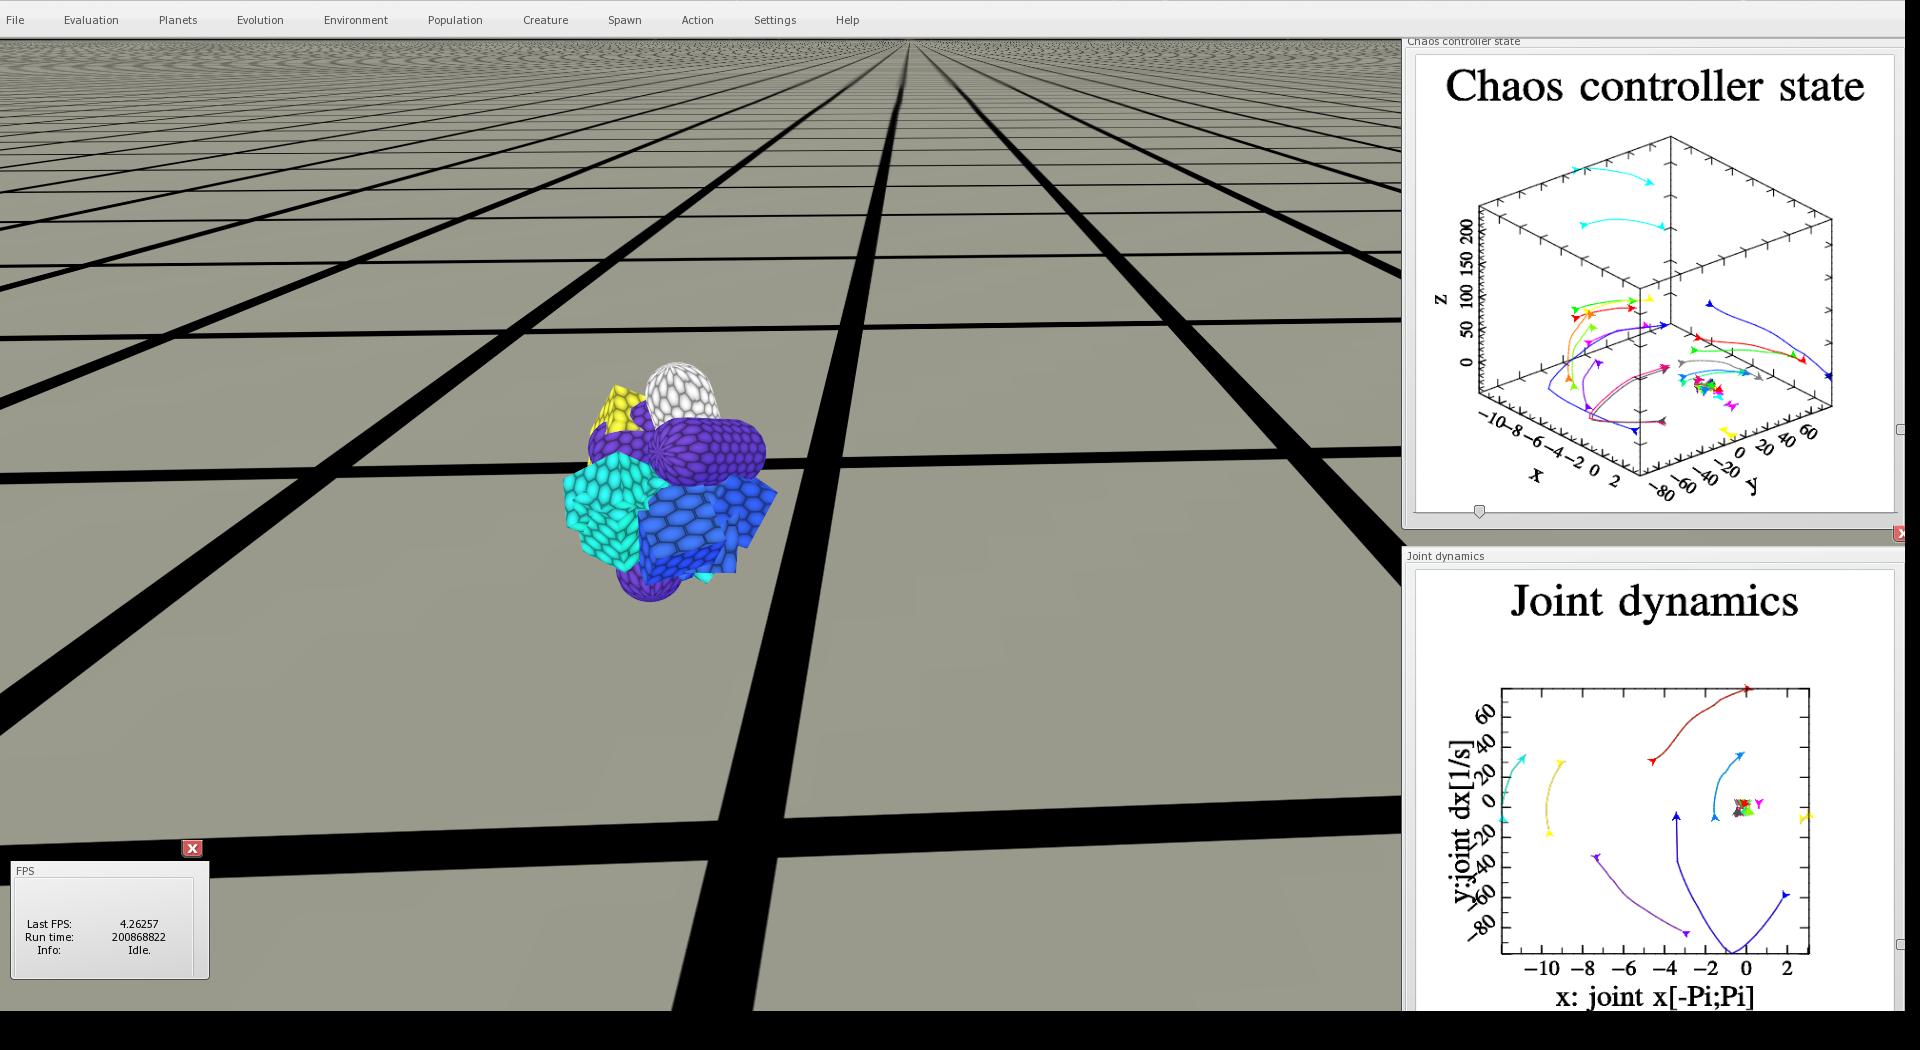 File Evaluation Planets Evolution Environment Population Creature Spawn Action Settings Help
Chaos controller state
Chaos controller state
200
150
100
50
0
z
−10 −8 −6 −4 −2 0 2
x
−80 −60 −40 −20 0 20 40 60
y
Joint dynamics
Joint dynamics
60
40
20
0
−20
−40
−60
−80
y:joint dx[1/s]
−10 −8 −6 −4 −2 0 2
x: joint x[-Pi;Pi]
FPS
Last FPS: 4.26257
Run time: 200868822
Info: Idle.